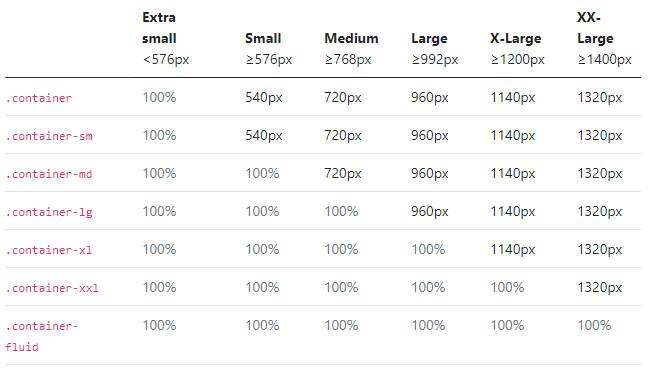 Extra small <576px Small ≥576px Medium ≥768px Large ≥992px X-Large ≥1200px XX-Large ≥1400px
.container 100% 540px 720px 960px 1140px 1320px
.container-sm 100% 540px 720px 960px 1140px 1320px
.container-md 100% 100% 720px 960px 1140px 1320px
.container-lg 100% 100% 100% 960px 1140px 1320px
.container-xl 100% 100% 100% 100% 1140px 1320px
.container-xxl 100% 100% 100% 100% 100% 1320px
.container-fluid 100% 100% 100% 100% 100% 100%